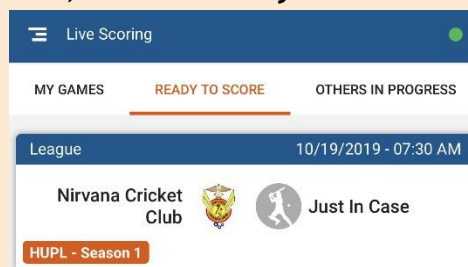 Live Scoring
MY GAMES READY TO SCORE OTHERS IN PROGRESS
League 10/19/2019 - 07:30 AM
Nirvana Cricket
Club
Just In Case
HUPL - Season 1